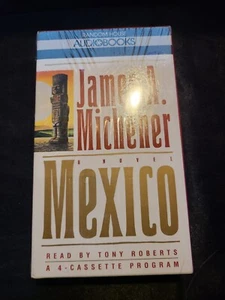 RANDOM HOUSE
AUDIOBOOKS
James A.
Michener
A NOVEL
Mexico
READ BY TONY ROBERTS
A 4-CASSETTE PROGRAM